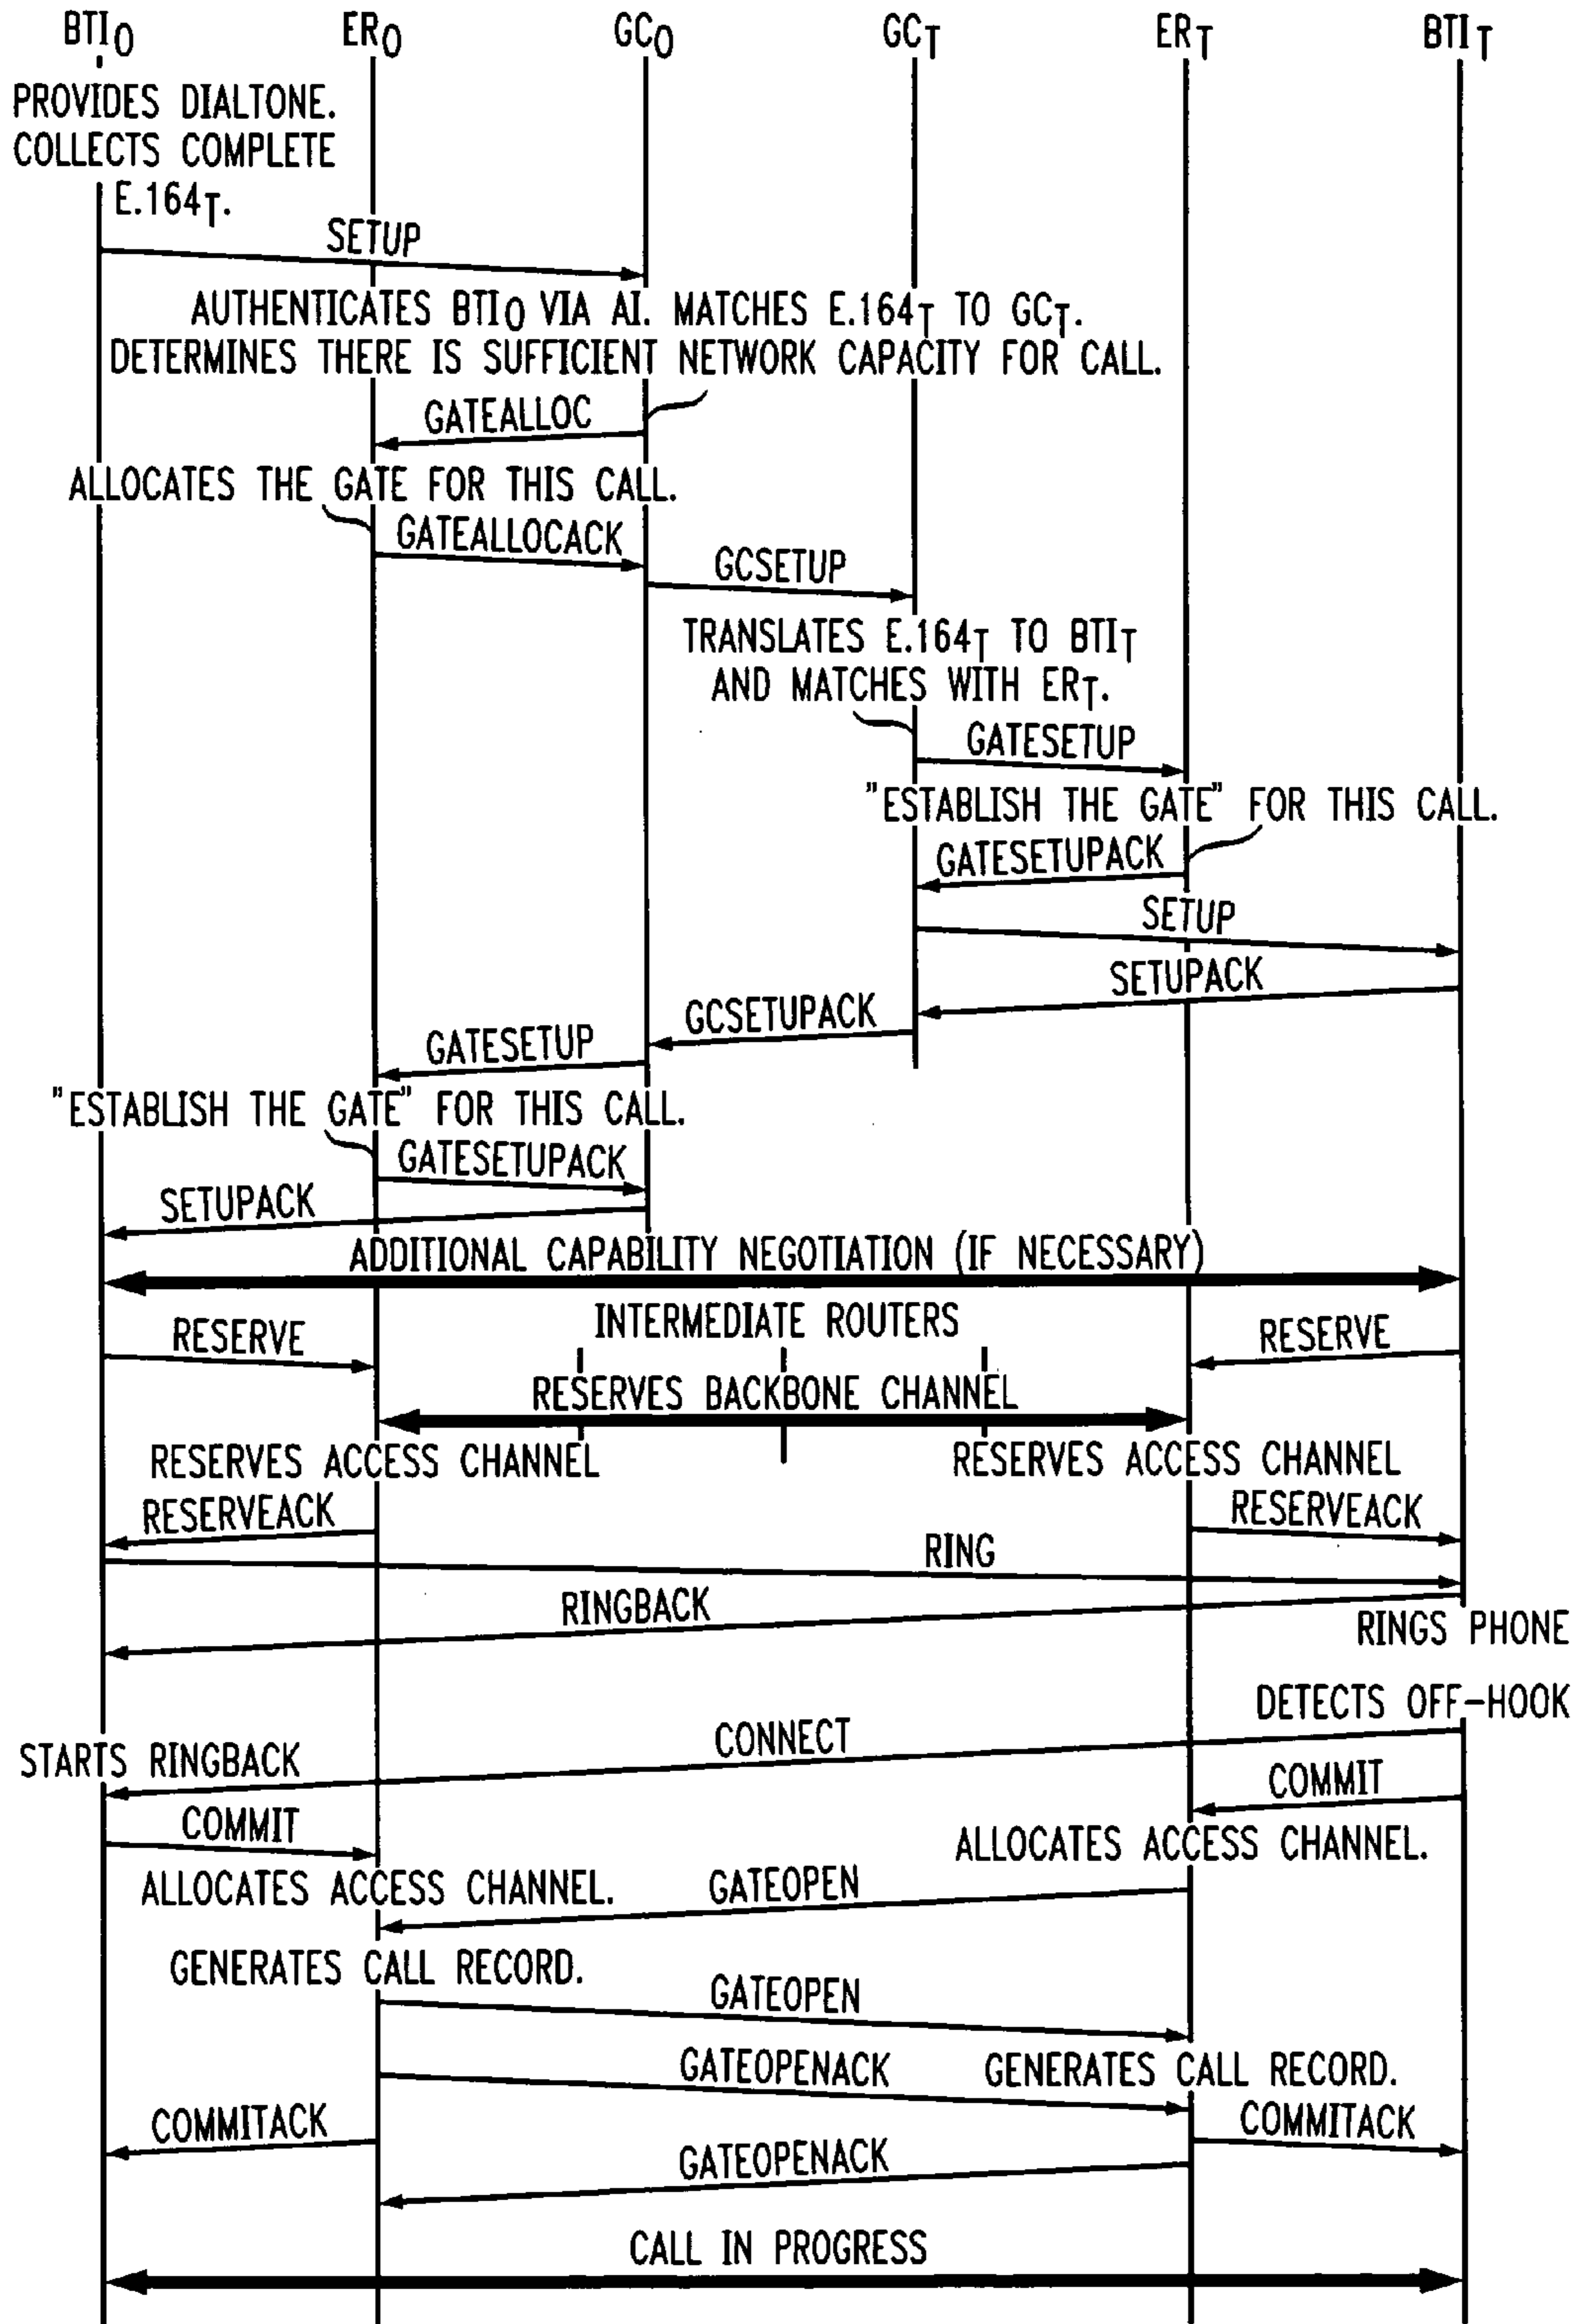 BTIO ERO GCO GCT ERT BTIT
PROVIDES DIALTONE.
COLLECTS COMPLETE
E.164T.
SETUP
AUTHENTICATES BTIO VIA AI. MATCHES E.164T TO GCT.
DETERMINES THERE IS SUFFICIENT NETWORK CAPACITY FOR CALL.
GATEALLOC
ALLOCATES THE GATE FOR THIS CALL.
GATEALLOCACK
GCSETUP
TRANSLATES E.164T TO BTIT
AND MATCHES WITH ERT.
GATESETUP
"ESTABLISH THE GATE" FOR THIS CALL.
GATESETUPACK
SETUP
SETUPACK
GCSETUPACK
GATESETUP
"ESTABLISH THE GATE" FOR THIS CALL.
GATESETUPACK
SETUPACK
ADDITIONAL CAPABILITY NEGOTIATION (IF NECESSARY)
INTERMEDIATE ROUTERS
RESERVE RESERVE
RESERVES BACKBONE CHANNEL
RESERVES ACCESS CHANNEL RESERVES ACCESS CHANNEL
RESERVEACK RESERVEACK
RING
RINGBACK
RINGS PHONE
DETECTS OFF-HOOK
CONNECT
STARTS RINGBACK
COMMIT
COMMIT
ALLOCATES ACCESS CHANNEL.
ALLOCATES ACCESS CHANNEL. GATEOPEN
GENERATES CALL RECORD.
GATEOPEN
GATEOPENACK GENERATES CALL RECORD.
COMMITACK COMMITACK
GATEOPENACK
CALL IN PROGRESS